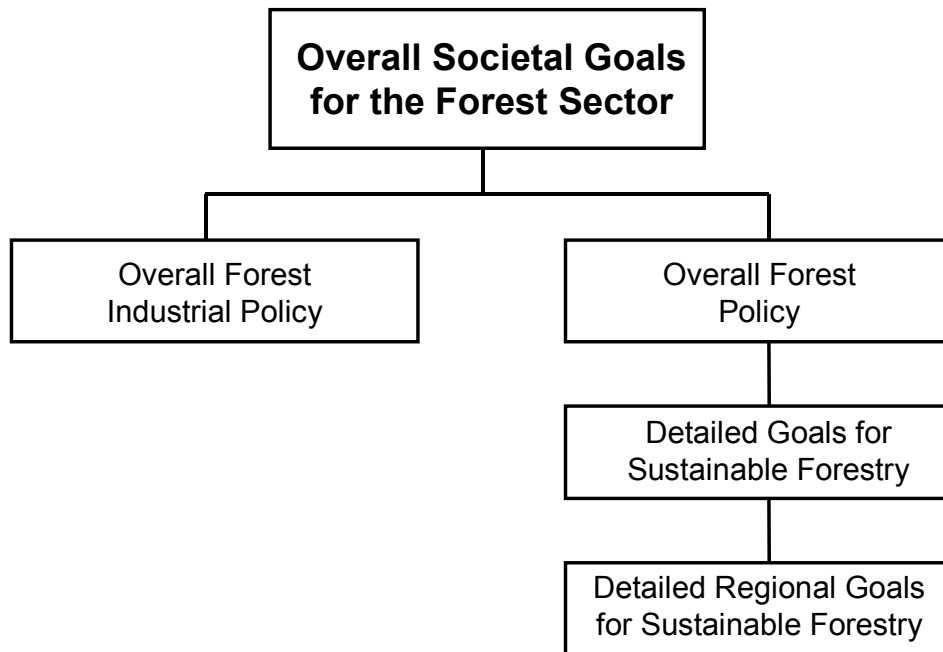 Overall Societal Goals
for the Forest Sector
Overall Forest
Industrial Policy
Overall Forest
Policy
Detailed Goals for
Sustainable Forestry
Detailed Regional Goals
for Sustainable Forestry